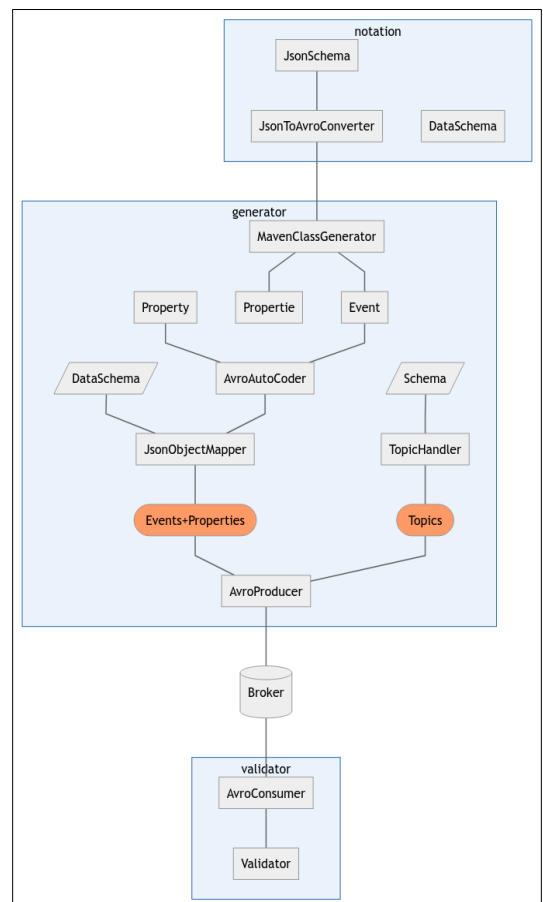 notation
JsonSchema
JsonToAvroConverter
DataSchema
generator
MavenClassGenerator
Property
Propertie
Event
DataSchema
AvroAutoCoder
Schema
JsonObjectMapper
TopicHandler
Events+Properties
Topics
AvroProducer
Broker
validator
AvroConsumer
Validator